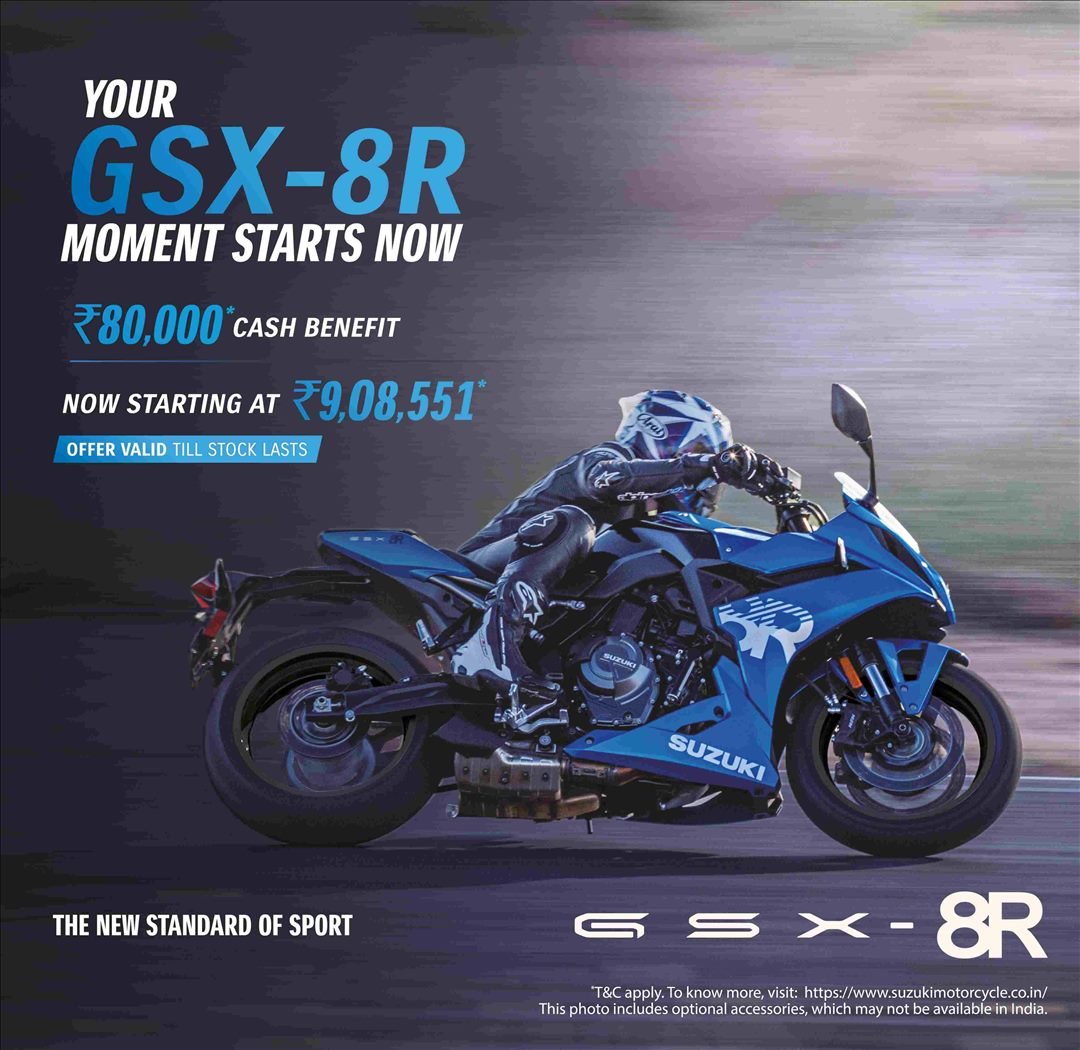 YOUR
GSX-8R
MOMENT STARTS NOW
₹80,000* CASH BENEFIT
NOW STARTING AT ₹9,08,551*
OFFER VALID TILL STOCK LASTS
Arai
GSX-8R
8R
SUZUKI
SUZUKI
THE NEW STANDARD OF SPORT
GSX-8R
*T&C apply. To know more, visit: https://www.suzukimotorcycle.co.in/
This photo includes optional accessories, which may not be available in India.